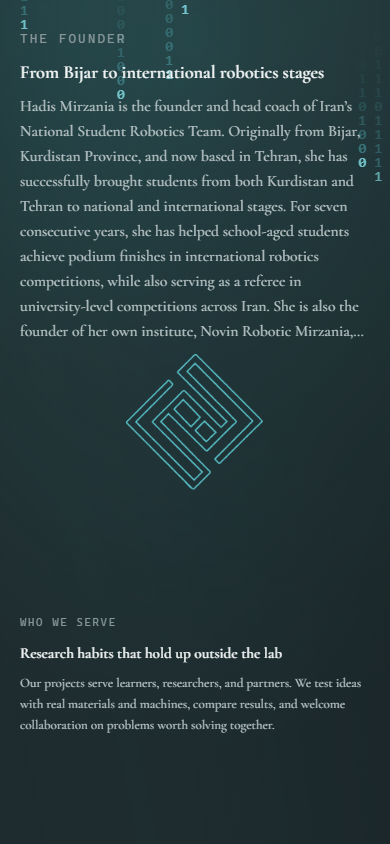 THE FOUNDER
From Bijar to international robotics stages
Hadis Mirzania is the founder and head coach of Iran's
National Student Robotics Team. Originally from Bijar,
Kurdistan Province, and now based in Tehran, she has
successfully brought students from both Kurdistan and
Tehran to national and international stages. For seven
consecutive years, she has helped school-aged students
achieve podium finishes in international robotics
competitions, while also serving as a referee in
university-level competitions across Iran. She is also the
founder of her own institute, Novin Robotic Mirzania,...
WHO WE SERVE
Research habits that hold up outside the lab
Our projects serve learners, researchers, and partners. We test ideas
with real materials and machines, compare results, and welcome
collaboration on problems worth solving together.